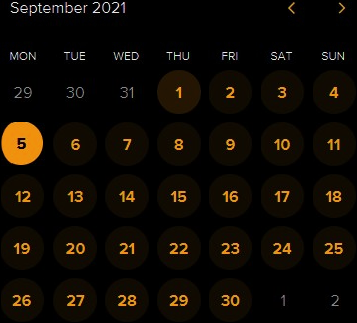 September 2021
MON TUE WED THU FRI SAT SUN
29 30 31 1 2 3 4
5 6 7 8 9 10 11
12 13 14 15 16 17 18
19 20 21 22 23 24 25
26 27 28 29 30 1 2